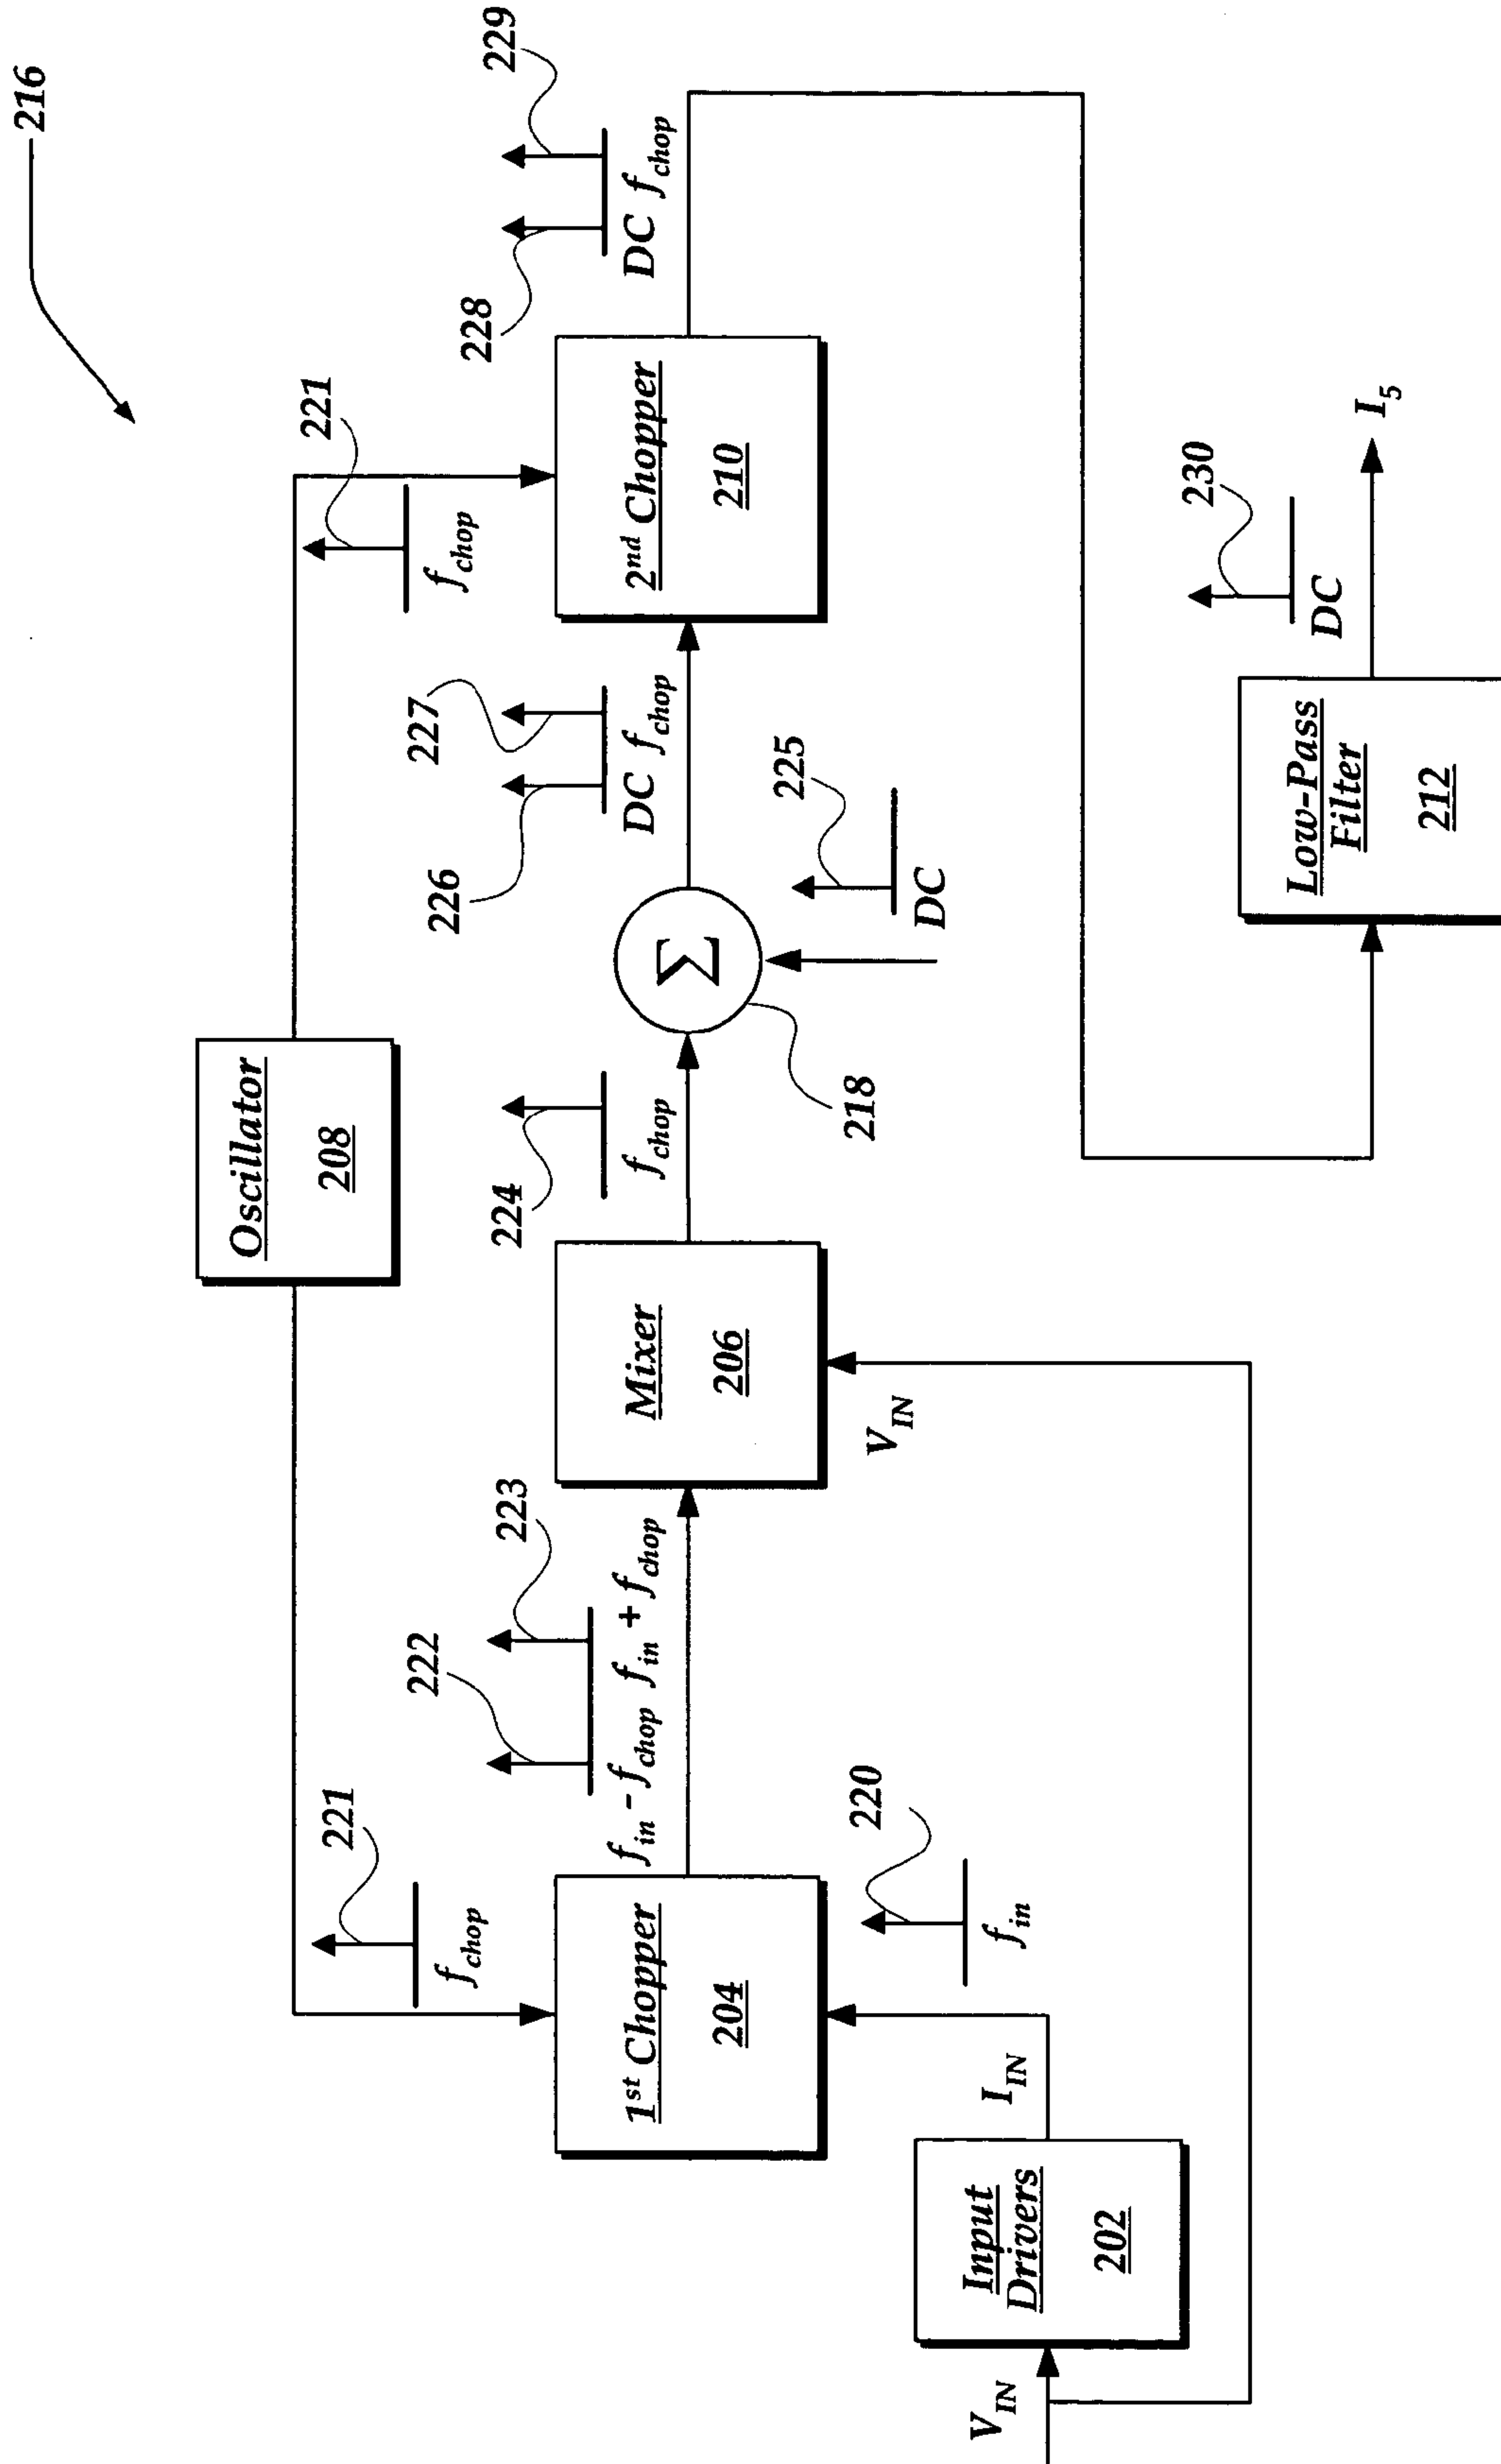 216
Oscillator
208
221
f_chop
221
f_chop
1st Chopper
204
222
223
f_in - f_chop f_in + f_chop
Mixer
206
224
f_chop
Σ
218
226
227
DC f_chop
225
DC
2nd Chopper
210
228
229
DC f_chop
220
f_in
V_IN
Input
Drivers
202
I_IN
V_IN
Low-Pass
Filter
212
230
DC
I_5